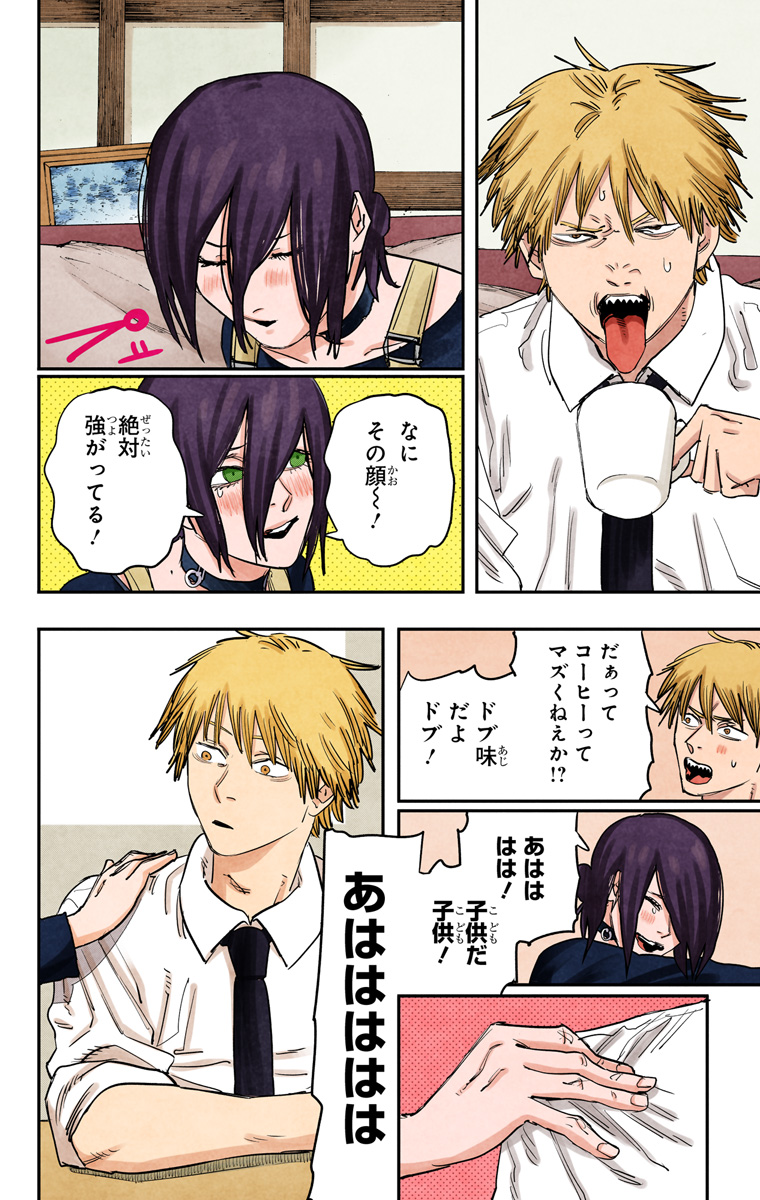 なに
その顔〜！
絶対
強がってる！
だぁって
コーヒーって
マズくねえか!?
ドブ味
だよ
ドブ！
あはは
はは！
子供だ
子供！
あはははははは